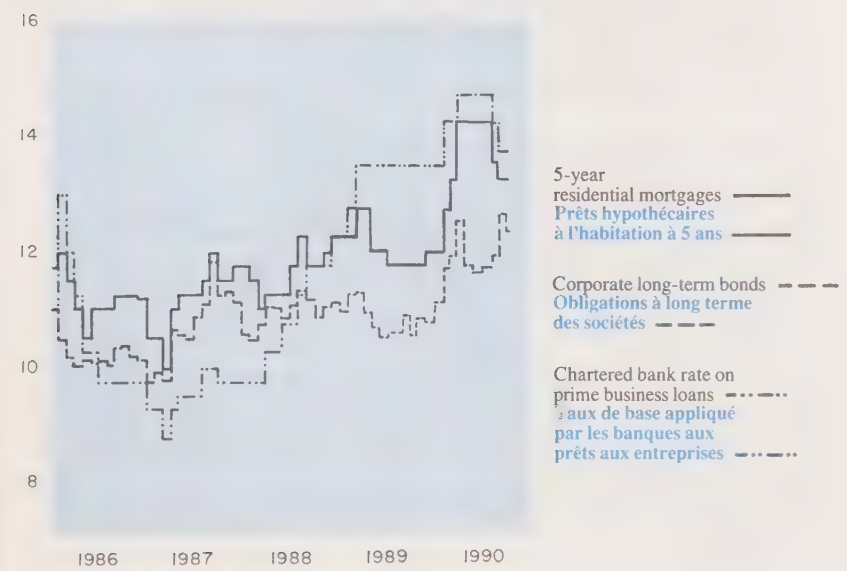 16
14
12
10
8
1986 1987 1988 1989 1990
5-year
residential mortgages
Prêts hypothécaires
à l'habitation à 5 ans
Corporate long-term bonds
Obligations à long terme
des sociétés
Chartered bank rate on
prime business loans
aux de base appliqué
par les banques aux
prêts aux entreprises